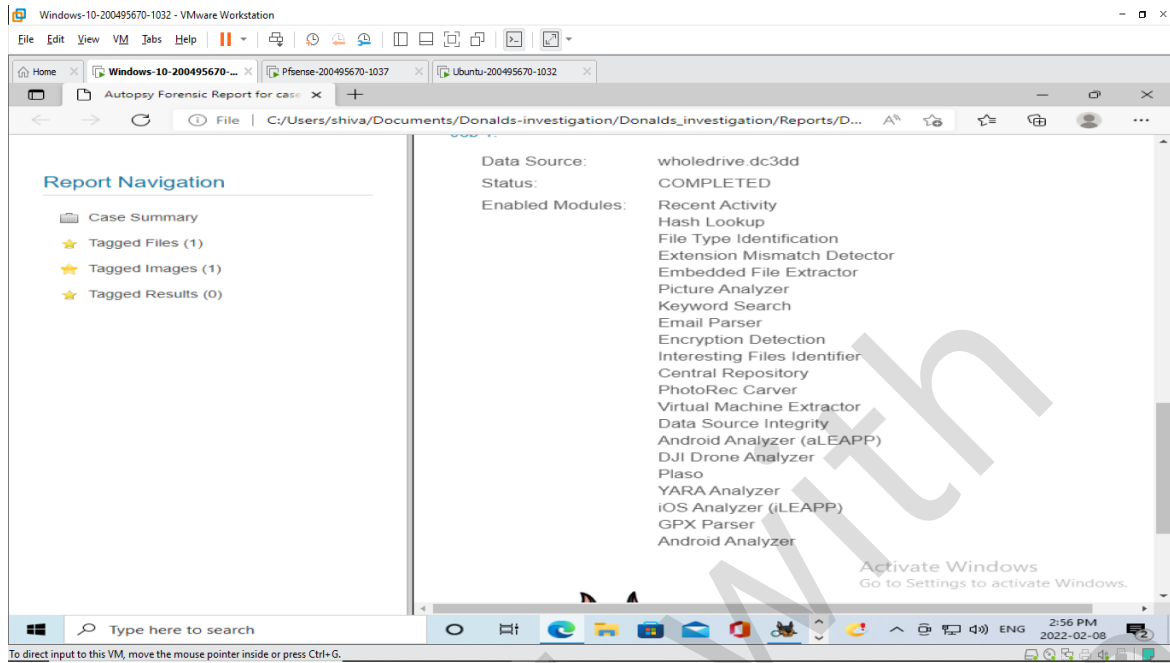 Windows-10-200495670-1032 - VMware Workstation
File Edit View VM Tabs Help
Home Windows-10-200495670-... Pfsense-200495670-1037 Ubuntu-200495670-1032
Autopsy Forensic Report for case
File C:/Users/shiva/Documents/Donalds-investigation/Donalds_investigation/Reports/D...
Report Navigation
Case Summary
Tagged Files (1)
Tagged Images (1)
Tagged Results (0)
Data Source: wholedrive.dc3dd
Status: COMPLETED
Enabled Modules: Recent Activity
Hash Lookup
File Type Identification
Extension Mismatch Detector
Embedded File Extractor
Picture Analyzer
Keyword Search
Email Parser
Encryption Detection
Interesting Files Identifier
Central Repository
PhotoRec Carver
Virtual Machine Extractor
Data Source Integrity
Android Analyzer (aLEAPP)
DJI Drone Analyzer
Plaso
YARA Analyzer
iOS Analyzer (iLEAPP)
GPX Parser
Android Analyzer
with
Activate Windows
Go to Settings to activate Windows.
Type here to search
ENG
2:56 PM
2022-02-08
2
To direct input to this VM, move the mouse pointer inside or press Ctrl+G.